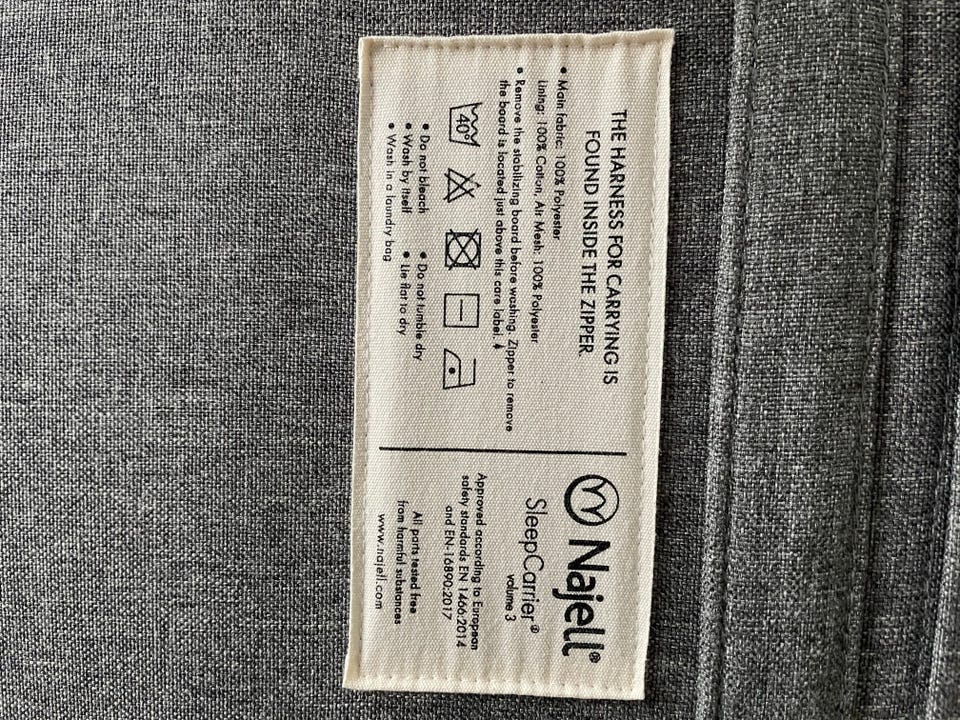 THE HARNESS FOR CARRYING IS
FOUND INSIDE THE ZIPPER.
• Main fabric: 100% Polyester
Lining: 100% Cotton, Air Mesh: 100% Polyester
• Remove the stabilizing board before washing. Zipper to remove
the board is located just above this care label.
40°
• Do not bleach
• Wash by itself
• Wash in a laundry bag
• Do not tumble dry
• Lie flat to dry
Najell®
SleepCarrier®
volume 3
Approved according to European
safety standards EN 1466:2014
and EN-16890:2017
All parts tested free
from harmful substances
www.najell.com